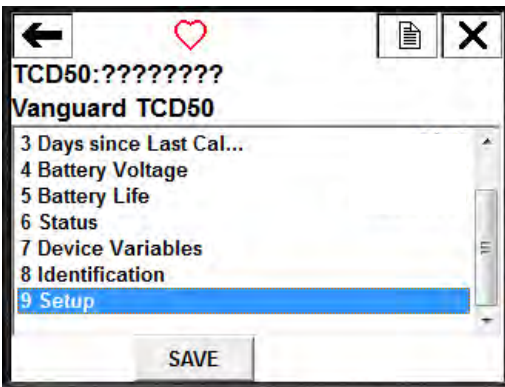 TCD50:????????
Vanguard TCD50
3 Days since Last Cal...
4 Battery Voltage
5 Battery Life
6 Status
7 Device Variables
8 Identification
9 Setup
SAVE